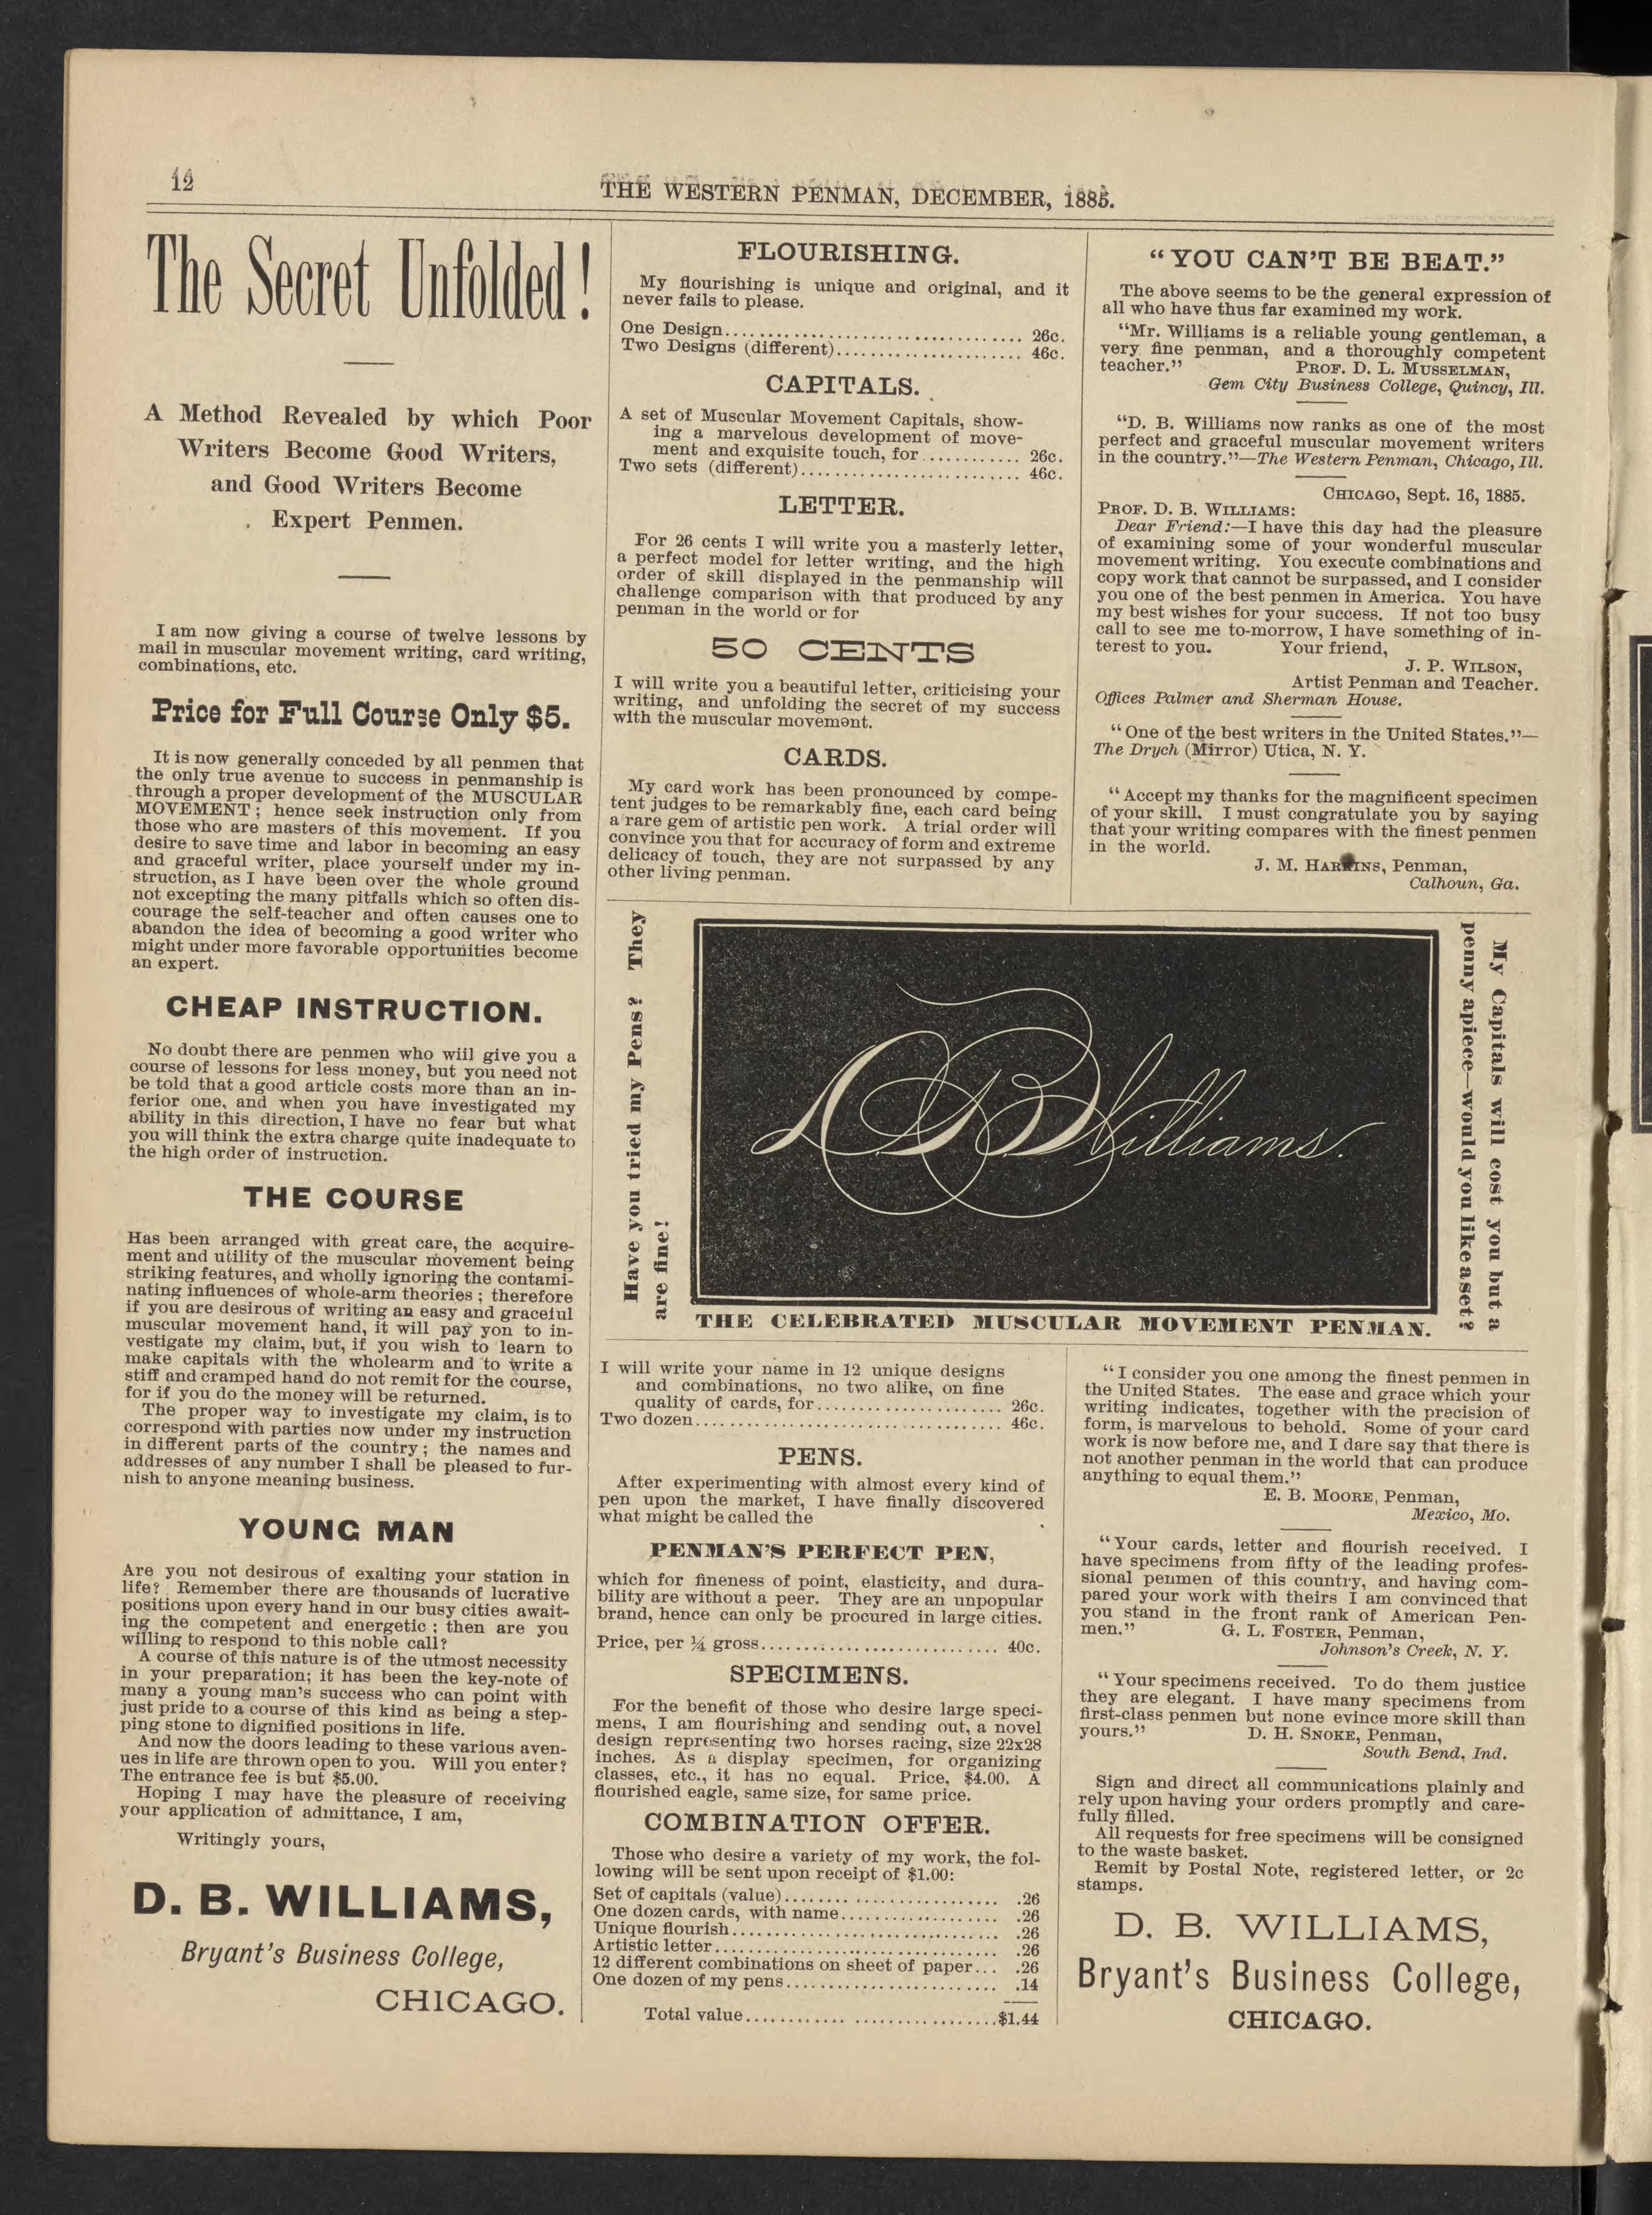 12
THE WESTERN PENMAN, DECEMBER, 1885.
The Secret Unfolded!
A Method Revealed by which Poor
Writers Become Good Writers,
and Good Writers Become
Expert Penmen.
I am now giving a course of twelve lessons by
mail in muscular movement writing, card writing,
combinations, etc.
Price for Full Course Only $5.
It is now generally conceded by all penmen that
the only true avenue to success in penmanship is
through a proper development of the MUSCULAR
MOVEMENT; hence seek instruction only from
those who are masters of this movement. If you
desire to save time and labor in becoming an easy
and graceful writer, place yourself under my in-
struction, as I have been over the whole ground
not excepting the many pitfalls which so often dis-
courage the self-teacher and often causes one to
abandon the idea of becoming a good writer who
might under more favorable opportunities become
an expert.
CHEAP INSTRUCTION.
No doubt there are penmen who wiil give you a
course of lessons for less money, but you need not
be told that a good article costs more than an in-
ferior one, and when you have investigated my
ability in this direction, I have no fear but what
you will think the extra charge quite inadequate to
the high order of instruction.
THE COURSE
Has been arranged with great care, the acquire-
ment and utility of the muscular movement being
striking features, and wholly ignoring the contami-
nating influences of whole-arm theories; therefore
if you are desirous of writing an easy and graceful
muscular movement hand, it will pay yon to in-
vestigate my claim, but, if you wish to learn to
make capitals with the wholearm and to write a
stiff and cramped hand do not remit for the course,
for if you do the money will be returned.
The proper way to investigate my claim, is to
correspond with parties now under my instruction
in different parts of the country; the names and
addresses of any number I shall be pleased to fur-
nish to anyone meaning business.
YOUNG MAN
Are you not desirous of exalting your station in
life? Remember there are thousands of lucrative
positions upon every hand in our busy cities await-
ing the competent and energetic; then are you
willing to respond to this noble call?
A course of this nature is of the utmost necessity
in your preparation; it has been the key-note of
many a young man's success who can point with
just pride to a course of this kind as being a step-
ping stone to dignified positions in life.
And now the doors leading to these various aven-
ues in life are thrown open to you. Will you enter?
The entrance fee is but $5.00.
Hoping I may have the pleasure of receiving
your application of admittance, I am,
Writingly yours,
D. B. WILLIAMS,
Bryant's Business College,
CHICAGO.
FLOURISHING.
My flourishing is unique and original, and it
never fails to please.
One Design.................................... 26c.
Two Designs (different)...................... 46c.
CAPITALS.
A set of Muscular Movement Capitals, show-
ing a marvelous development of move-
ment and exquisite touch, for............ 26c.
Two sets (different)........................... 46c.
LETTER.
For 26 cents I will write you a masterly letter,
a perfect model for letter writing, and the high
order of skill displayed in the penmanship will
challenge comparison with that produced by any
penman in the world or for
50 CENTS
I will write you a beautiful letter, criticising your
writing, and unfolding the secret of my success
with the muscular movement.
CARDS.
My card work has been pronounced by compe-
tent judges to be remarkably fine, each card being
a rare gem of artistic pen work. A trial order will
convince you that for accuracy of form and extreme
delicacy of touch, they are not surpassed by any
other living penman.
"YOU CAN'T BE BEAT."
The above seems to be the general expression of
all who have thus far examined my work.
"Mr. Williams is a reliable young gentleman, a
very fine penman, and a thoroughly competent
teacher." PROF. D. L. MUSSELMAN,
Gem City Business College, Quincy, Ill.
"D. B. Williams now ranks as one of the most
perfect and graceful muscular movement writers
in the country."—The Western Penman, Chicago, Ill.
CHICAGO, Sept. 16, 1885.
PROF. D. B. WILLIAMS:
Dear Friend:—I have this day had the pleasure
of examining some of your wonderful muscular
movement writing. You execute combinations and
copy work that cannot be surpassed, and I consider
you one of the best penmen in America. You have
my best wishes for your success. If not too busy
call to see me to-morrow, I have something of in-
terest to you. Your friend,
J. P. WILSON,
Artist Penman and Teacher.
Offices Palmer and Sherman House.
"One of the best writers in the United States."—
The Drych (Mirror) Utica, N. Y.
"Accept my thanks for the magnificent specimen
of your skill. I must congratulate you by saying
that your writing compares with the finest penmen
in the world.
J. M. HARKINS, Penman,
Calhoun, Ga.
Have you tried my Pens? They
are fine!
D B Williams.
My Capitals will cost you but a
penny apiece—would you like a set?
THE CELEBRATED MUSCULAR MOVEMENT PENMAN.
I will write your name in 12 unique designs
and combinations, no two alike, on fine
quality of cards, for...................... 26c.
Two dozen.................................... 46c.
PENS.
After experimenting with almost every kind of
pen upon the market, I have finally discovered
what might be called the
PENMAN'S PERFECT PEN,
which for fineness of point, elasticity, and dura-
bility are without a peer. They are an unpopular
brand, hence can only be procured in large cities.
Price, per ¼ gross............................ 40c.
SPECIMENS.
For the benefit of those who desire large speci-
mens, I am flourishing and sending out, a novel
design representing two horses racing, size 22x28
inches. As a display specimen, for organizing
classes, etc., it has no equal. Price, $4.00. A
flourished eagle, same size, for same price.
COMBINATION OFFER.
Those who desire a variety of my work, the fol-
lowing will be sent upon receipt of $1.00:
Set of capitals (value)........................... .26
One dozen cards, with name................... .26
Unique flourish................................. .26
Artistic letter.................................... .26
12 different combinations on sheet of paper... .26
One dozen of my pens......................... .14
Total value..............................$1.44
"I consider you one among the finest penmen in
the United States. The ease and grace which your
writing indicates, together with the precision of
form, is marvelous to behold. Some of your card
work is now before me, and I dare say that there is
not another penman in the world that can produce
anything to equal them."
E. B. MOORE, Penman,
Mexico, Mo.
"Your cards, letter and flourish received. I
have specimens from fifty of the leading profes-
sional penmen of this country, and having com-
pared your work with theirs I am convinced that
you stand in the front rank of American Pen-
men." G. L. FOSTER, Penman,
Johnson's Creek, N. Y.
"Your specimens received. To do them justice
they are elegant. I have many specimens from
first-class penmen but none evince more skill than
yours." D. H. SNOKE, Penman,
South Bend, Ind.
Sign and direct all communications plainly and
rely upon having your orders promptly and care-
fully filled.
All requests for free specimens will be consigned
to the waste basket.
Remit by Postal Note, registered letter, or 2c
stamps.
D. B. WILLIAMS,
Bryant's Business College,
CHICAGO.